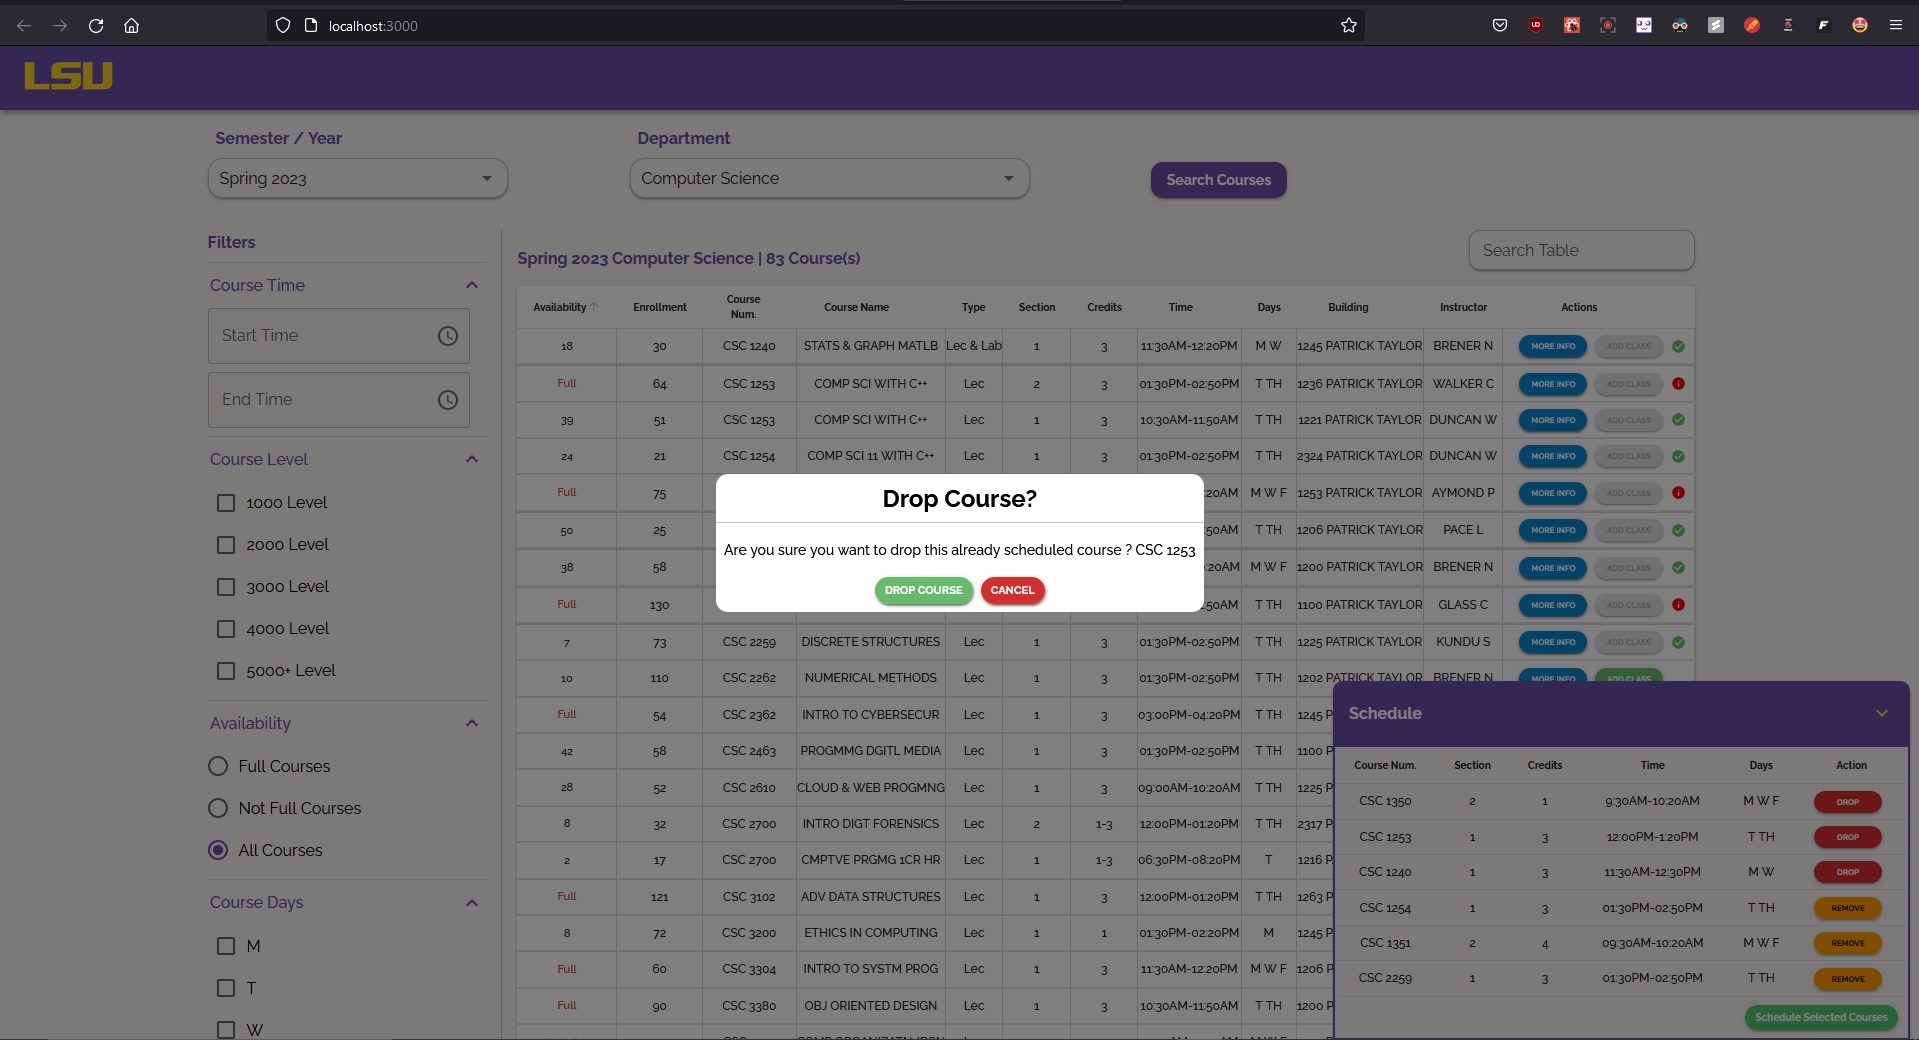 localhost:3000
LSU
Semester / Year
Department
Spring 2023
Computer Science
Search Courses
Filters
Search Table
Spring 2023 Computer Science | 83 Course(s)
Course Time
Start Time
End Time
Course Level
1000 Level
2000 Level
3000 Level
4000 Level
5000+ Level
Availability
Full Courses
Not Full Courses
All Courses
Course Days
M
T
W
Availability Enrollment Course Num. Course Name Type Section Credits Time Days Building Instructor Actions
18 30 CSC 1240 STATS & GRAPH MATLB Lec & Lab 1 3 11:30AM-12:20PM M W 1245 PATRICK TAYLOR BRENER N MORE INFO ADD CLASS
Full 64 CSC 1253 COMP SCI WITH C++ Lec 2 3 01:30PM-02:50PM T TH 1236 PATRICK TAYLOR WALKER C MORE INFO ADD CLASS
39 51 CSC 1253 COMP SCI WITH C++ Lec 1 3 10:30AM-11:50AM T TH 1221 PATRICK TAYLOR DUNCAN W MORE INFO ADD CLASS
24 21 CSC 1254 COMP SCI 11 WITH C++ Lec 1 3 01:30PM-02:50PM T TH 2324 PATRICK TAYLOR DUNCAN W MORE INFO ADD CLASS
Full 75 :20AM M W F 1253 PATRICK TAYLOR AYMOND P MORE INFO ADD CLASS
50 25 :50AM T TH 1206 PATRICK TAYLOR PACE L MORE INFO ADD CLASS
38 58 :20AM M W F 1200 PATRICK TAYLOR BRENER N MORE INFO ADD CLASS
Full 130 :50AM T TH 1100 PATRICK TAYLOR GLASS C MORE INFO ADD CLASS
7 73 CSC 2259 DISCRETE STRUCTURES Lec 1 3 01:30PM-02:50PM T TH 1225 PATRICK TAYLOR KUNDU S MORE INFO ADD CLASS
10 110 CSC 2262 NUMERICAL METHODS Lec 1 3 01:30PM-02:50PM T TH 1202 PATRICK TAYLOR BRENER N MORE INFO ADD CLASS
Full 54 CSC 2362 INTRO TO CYBERSECUR Lec 1 3 03:00PM-04:20PM T TH 1245 P
42 58 CSC 2463 PROGMMG DGITL MEDIA Lec 1 3 01:30PM-02:50PM T TH 1100 P
28 52 CSC 2610 CLOUD & WEB PROGMNG Lec 1 3 09:00AM-10:20AM T TH 1225 P
8 32 CSC 2700 INTRO DIGT FORENSICS Lec 2 1-3 12:00PM-01:20PM T TH 2317 P
2 17 CSC 2700 CMPTVE PRGMG 1CR HR Lec 1 1-3 06:30PM-08:20PM T 1216 P
Full 121 CSC 3102 ADV DATA STRUCTURES Lec 1 3 12:00PM-01:20PM T TH 1263 P
8 72 CSC 3200 ETHICS IN COMPUTING Lec 1 1 01:30PM-02:20PM M 1245 P
Full 60 CSC 3304 INTRO TO SYSTM PROG Lec 1 3 11:30AM-12:20PM M W F 1206 P
Full 90 CSC 3380 OBJ ORIENTED DESIGN Lec 1 3 10:30AM-11:50AM T TH 1200 P
Drop Course?
Are you sure you want to drop this already scheduled course ? CSC 1253
DROP COURSE CANCEL
Schedule
Course Num. Section Credits Time Days Action
CSC 1350 2 1 9:30AM-10:20AM M W F DROP
CSC 1253 1 3 12:00PM-1:20PM T TH DROP
CSC 1240 1 3 11:30AM-12:30PM M W DROP
CSC 1254 1 3 01:30PM-02:50PM T TH REMOVE
CSC 1351 2 4 09:30AM-10:20AM M W F REMOVE
CSC 2259 1 3 01:30PM-02:50PM T TH REMOVE
Schedule Selected Courses